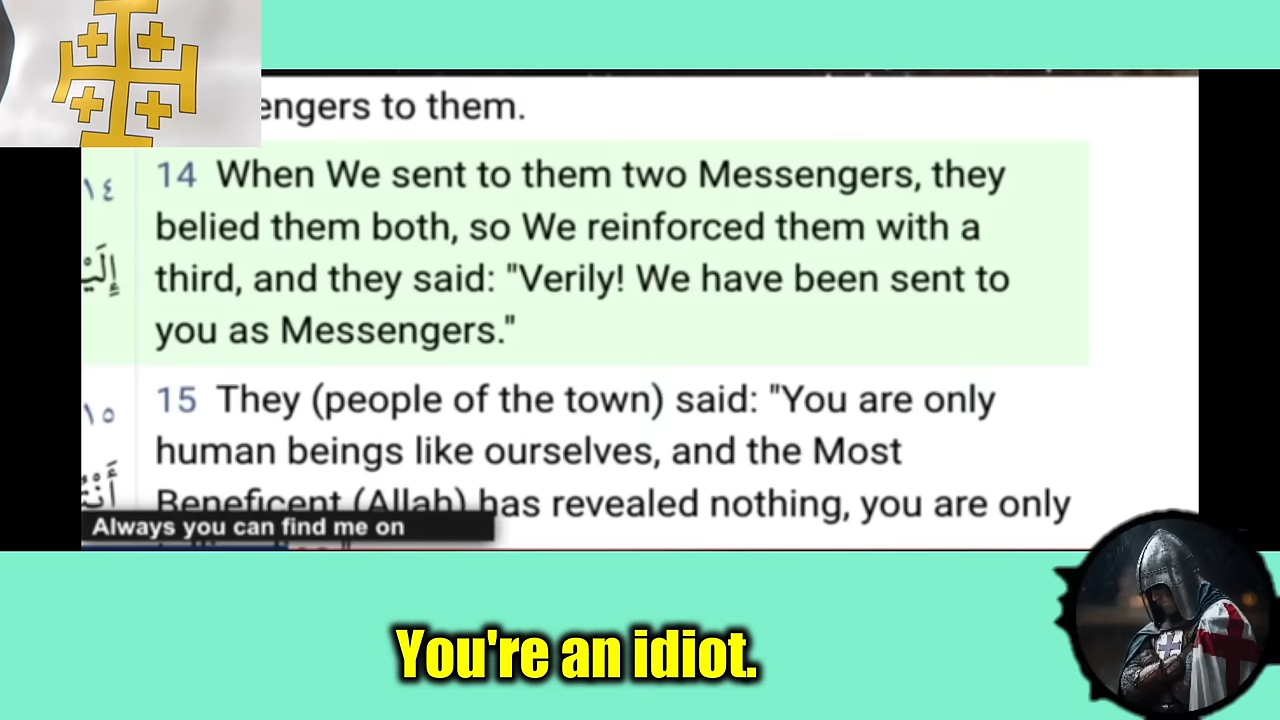 engers to them.
14 When We sent to them two Messengers, they
belied them both, so We reinforced them with a
third, and they said: "Verily! We have been sent to
you as Messengers."
15 They (people of the town) said: "You are only
human beings like ourselves, and the Most
Beneficent (Allah) has revealed nothing, you are only
١٤
١٥
Always you can find me on
You're an idiot.